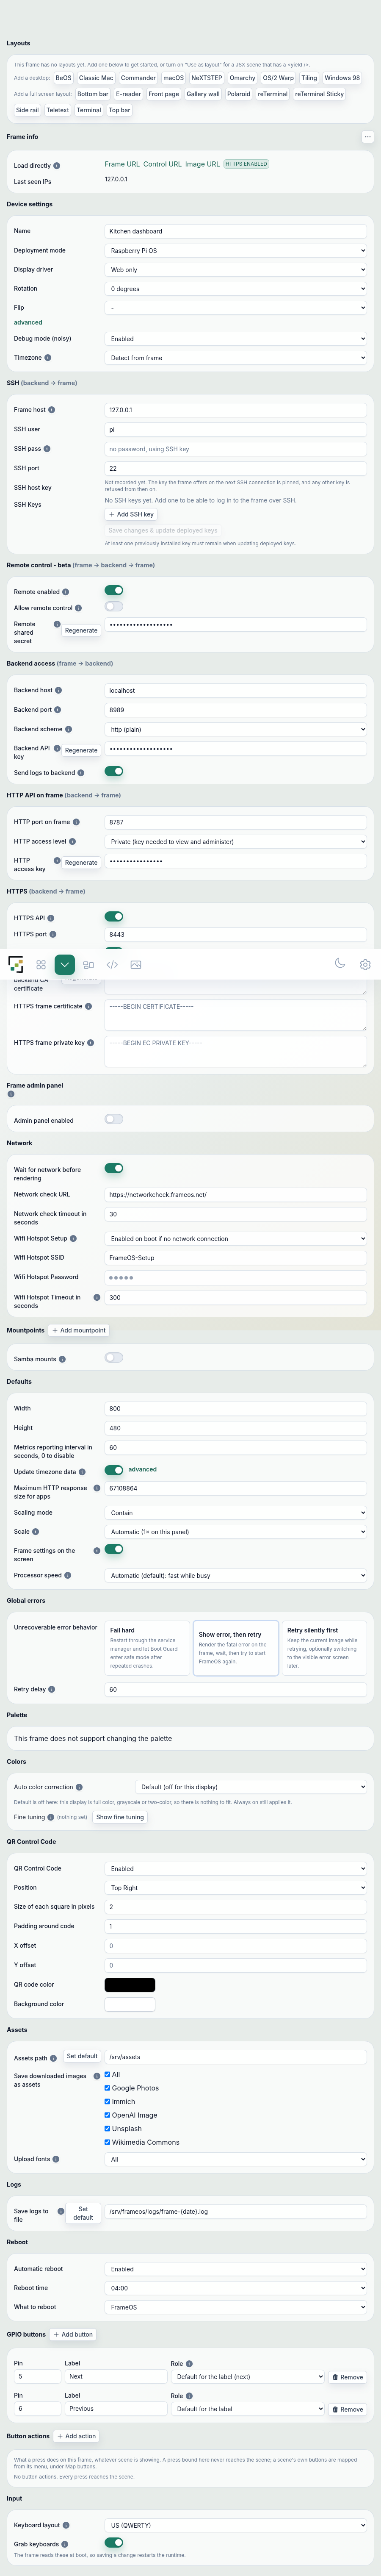 Layouts
This frame has no layouts yet. Add one below to get started, or turn on "Use as layout" for a JSX scene that has a <yield />.
Add a desktop: BeOS Classic Mac Commander macOS NeXTSTEP Omarchy OS/2 Warp Tiling Windows 98
Add a full screen layout: Bottom bar E-reader Front page Gallery wall Polaroid reTerminal reTerminal Sticky
Side rail Teletext Terminal Top bar
Frame info
Load directly Frame URL Control URL Image URL HTTPS ENABLED
Last seen IPs 127.0.0.1
Device settings
Name Kitchen dashboard
Deployment mode Raspberry Pi OS
Display driver Web only
Rotation 0 degrees
Flip -
advanced
Debug mode (noisy) Enabled
Timezone Detect from frame
SSH (backend → frame)
Frame host 127.0.0.1
SSH user pi
SSH pass no password, using SSH key
SSH port 22
SSH host key Not recorded yet. The key the frame offers on the next SSH connection is pinned, and any other key is
refused from then on.
SSH Keys No SSH keys yet. Add one to be able to log in to the frame over SSH.
+ Add SSH key
Save changes & update deployed keys
At least one previously installed key must remain when updating deployed keys.
Remote control - beta (frame → backend → frame)
Remote enabled
Allow remote control
Remote shared secret Regenerate
Backend access (frame → backend)
Backend host localhost
Backend port 8989
Backend scheme http (plain)
Backend API key Regenerate
Send logs to backend
HTTP API on frame (backend → frame)
HTTP port on frame 8787
HTTP access level Private (key needed to view and administer)
HTTP access key Regenerate
HTTPS (backend → frame)
HTTPS API
HTTPS port 8443
backend CA
certificate
HTTPS frame certificate -----BEGIN CERTIFICATE-----
HTTPS frame private key -----BEGIN EC PRIVATE KEY-----
Frame admin panel
Admin panel enabled
Network
Wait for network before rendering
Network check URL https://networkcheck.frameos.net/
Network check timeout in seconds 30
Wifi Hotspot Setup Enabled on boot if no network connection
Wifi Hotspot SSID FrameOS-Setup
Wifi Hotspot Password
Wifi Hotspot Timeout in seconds 300
Mountpoints + Add mountpoint
Samba mounts
Defaults
Width 800
Height 480
Metrics reporting interval in seconds, 0 to disable 60
Update timezone data advanced
Maximum HTTP response size for apps 67108864
Scaling mode Contain
Scale Automatic (1× on this panel)
Frame settings on the screen
Processor speed Automatic (default): fast while busy
Global errors
Unrecoverable error behavior
Fail hard
Restart through the service manager and let Boot Guard enter safe mode after repeated crashes.
Show error, then retry
Render the fatal error on the frame, wait, then try to start FrameOS again.
Retry silently first
Keep the current image while retrying, optionally switching to the visible error screen later.
Retry delay 60
Palette
This frame does not support changing the palette
Colors
Auto color correction Default (off for this display)
Default is off here: this display is full color, grayscale or two-color, so there is nothing to fit. Always on still applies it.
Fine tuning (nothing set) Show fine tuning
QR Control Code
QR Control Code Enabled
Position Top Right
Size of each square in pixels 2
Padding around code 1
X offset 0
Y offset 0
QR code color
Background color
Assets
Assets path Set default /srv/assets
Save downloaded images as assets
All
Google Photos
Immich
OpenAI Image
Unsplash
Wikimedia Commons
Upload fonts All
Logs
Save logs to file Set default /srv/frameos/logs/frame-{date}.log
Reboot
Automatic reboot Enabled
Reboot time 04:00
What to reboot FrameOS
GPIO buttons + Add button
Pin Label Role
5 Next Default for the label (next) Remove
Pin Label Role
6 Previous Default for the label Remove
Button actions + Add action
What a press does on this frame, whatever scene is showing. A press bound here never reaches the scene; a scene's own buttons are mapped
from its menu, under Map buttons.
No button actions. Every press reaches the scene.
Input
Keyboard layout US (QWERTY)
Grab keyboards
The frame reads these at boot, so saving a change restarts the runtime.